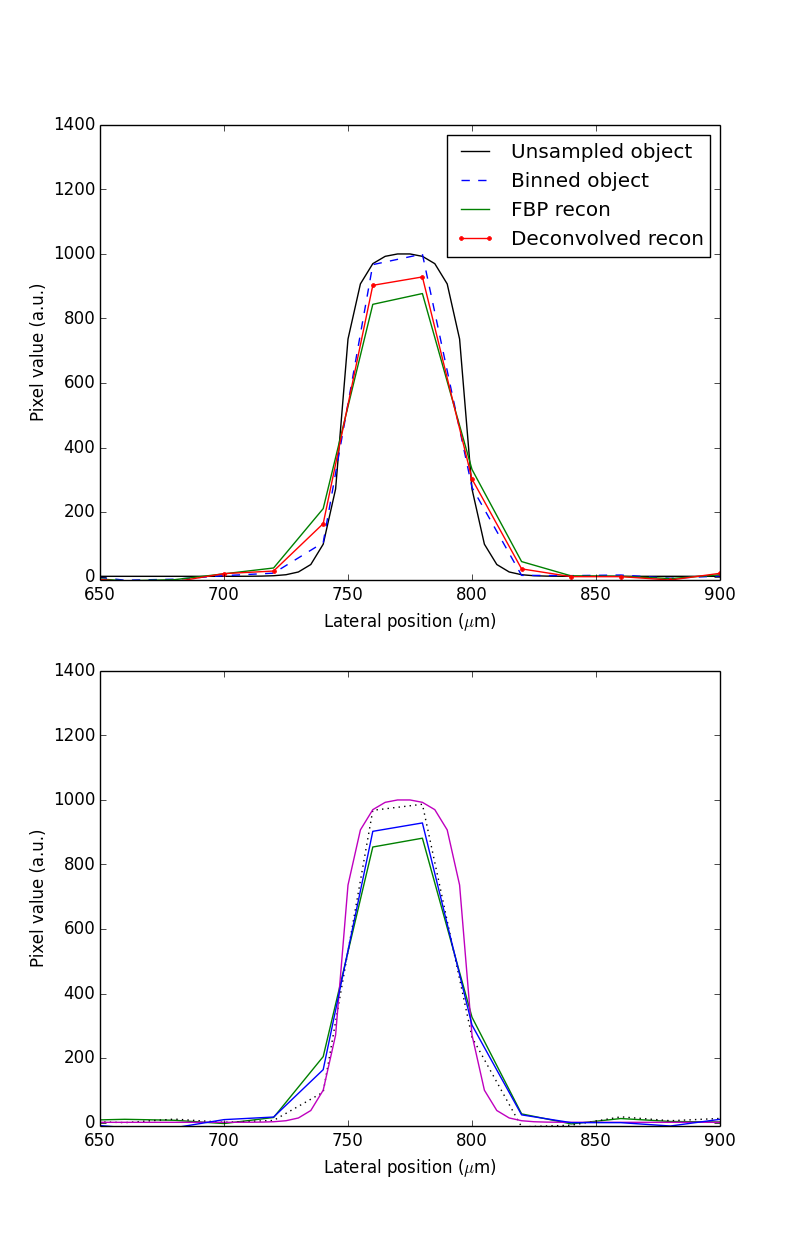 1400
1200
1000
800
600
400
200
0
Pixel value (a.u.)
Unsampled object
Binned object
FBP recon
Deconvolved recon
650 700 750 800 850 900
Lateral position (μm)
1400
1200
1000
800
600
400
200
0
Pixel value (a.u.)
650 700 750 800 850 900
Lateral position (μm)